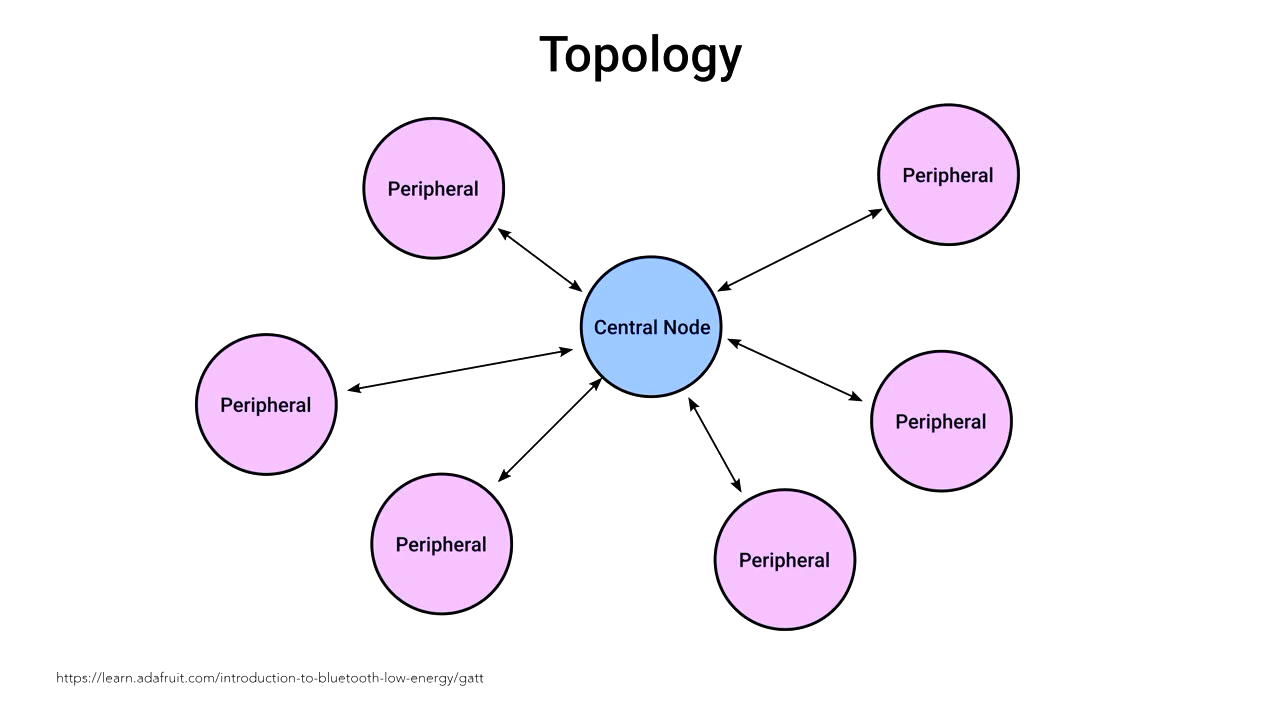 Topology
Peripheral
Peripheral
Central Node
Peripheral
Peripheral
Peripheral
Peripheral
https://learn.adafruit.com/introduction-to-bluetooth-low-energy/gatt